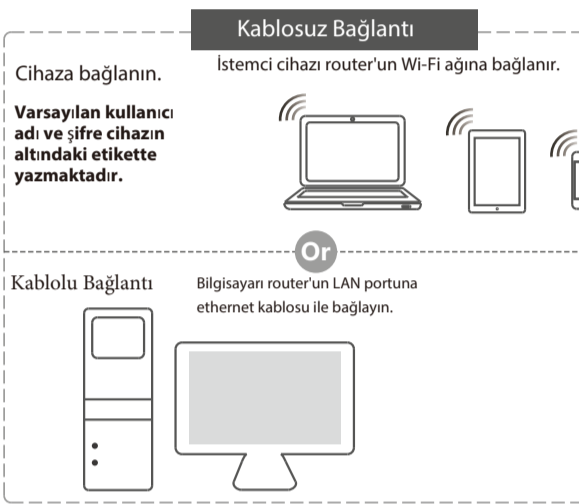 Kablosuz Bağlantı
Cihaza bağlanın.
İstemci cihazı router'un Wi-Fi ağına bağlanır.
Varsayılan kullanıcı
adı ve şifre cihazın
altındaki etikette
yazmaktadır.
Or
Kablolu Bağlantı
Bilgisayarı router'un LAN portuna
ethernet kablosu ile bağlayın.